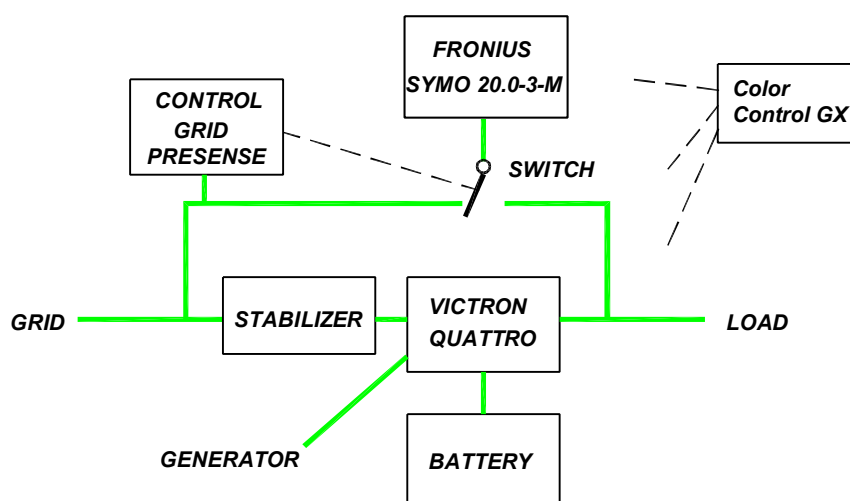 FRONIUS
SYMO 20.0-3-M
Color
Control GX
CONTROL
GRID
PRESENSE
SWITCH
GRID
STABILIZER
VICTRON
QUATTRO
LOAD
GENERATOR
BATTERY